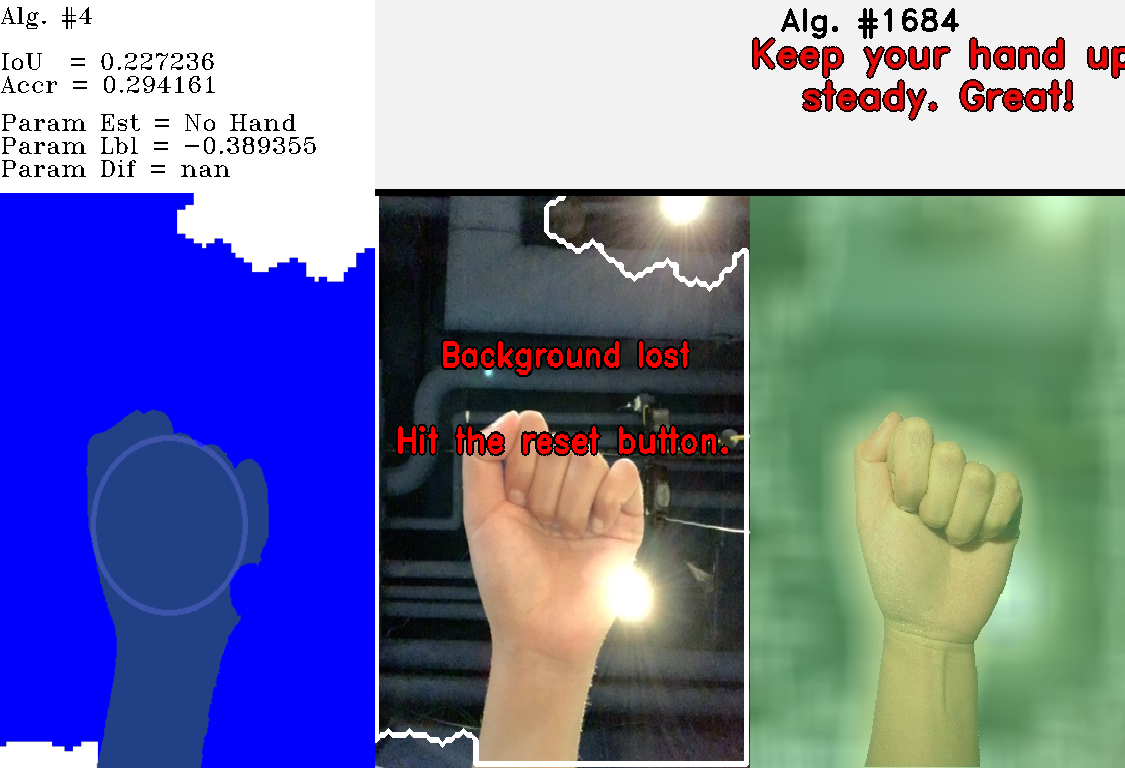 Alg. #4
IoU = 0.227236
Accr = 0.294161
Param Est = No Hand
Param Lbl = −0.389355
Param Dif = nan
Alg. #1684
Keep your hand up
steady. Great!
Background lost
Hit the reset button.